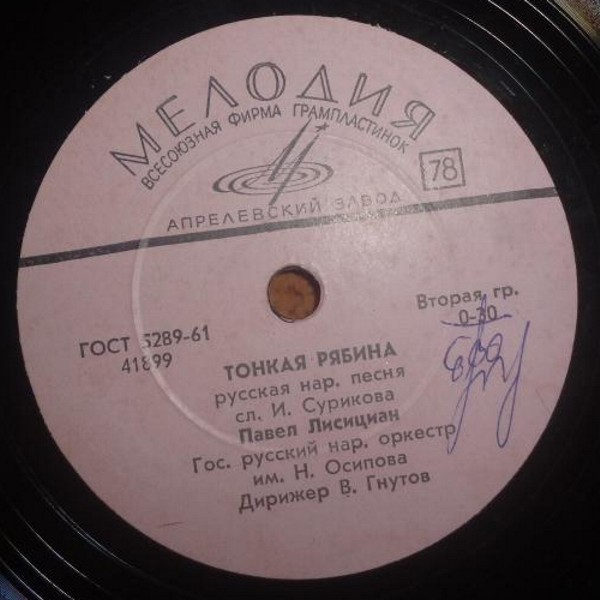 МЕЛОДИЯ
ВСЕСОЮЗНАЯ ФИРМА ГРАМПЛАСТИНОК
78
АПРЕЛЕВСКИЙ ЗАВОД
Вторая гр.
0-30
ГОСТ 5289-61
41899
ТОНКАЯ РЯБИНА
русская нар. песня
сл. И. Сурикова
Павел Лисициан
Гос. русский нар. оркестр
им. Н. Осипова
Дирижер В. Гнутов